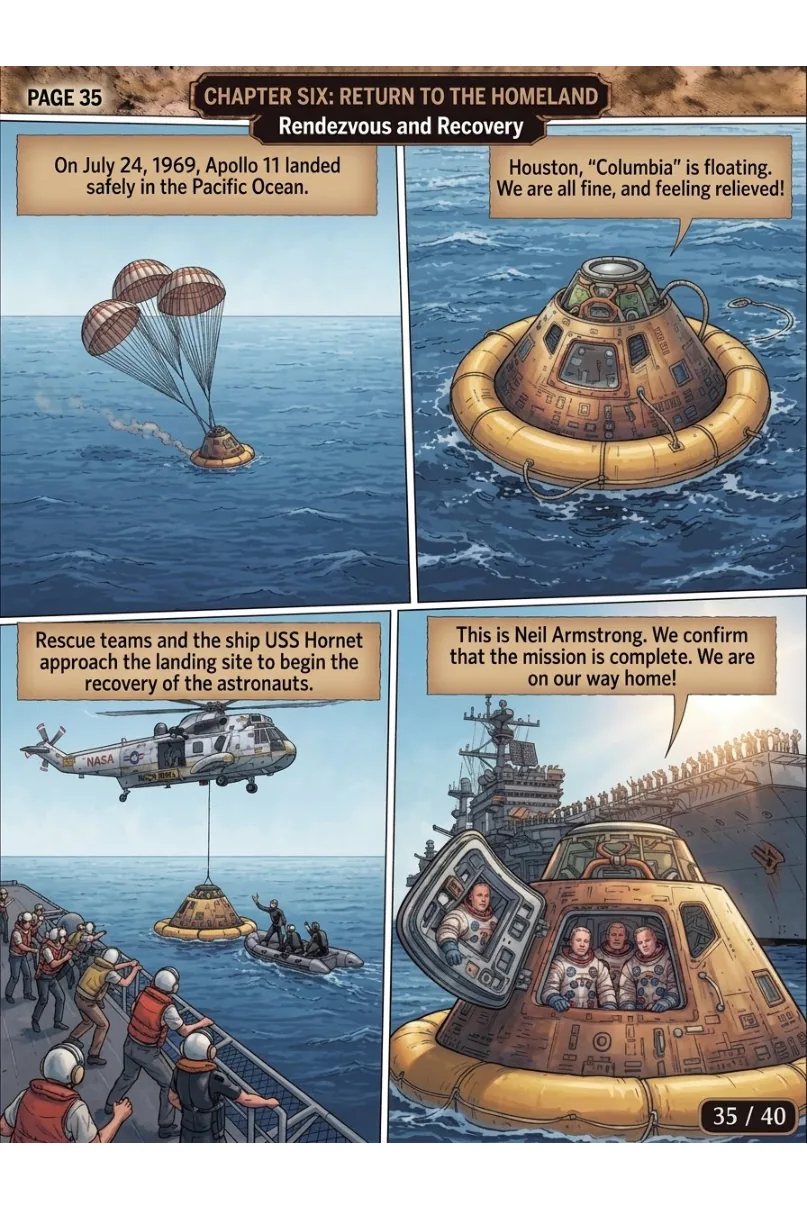 PAGE 35
CHAPTER SIX: RETURN TO THE HOMELAND
Rendezvous and Recovery
On July 24, 1969, Apollo 11 landed
safely in the Pacific Ocean.
Houston, “Columbia” is floating.
We are all fine, and feeling relieved!
Rescue teams and the ship USS Hornet
approach the landing site to begin the
recovery of the astronauts.
NASA
This is Neil Armstrong. We confirm
that the mission is complete. We are
on our way home!
35 / 40